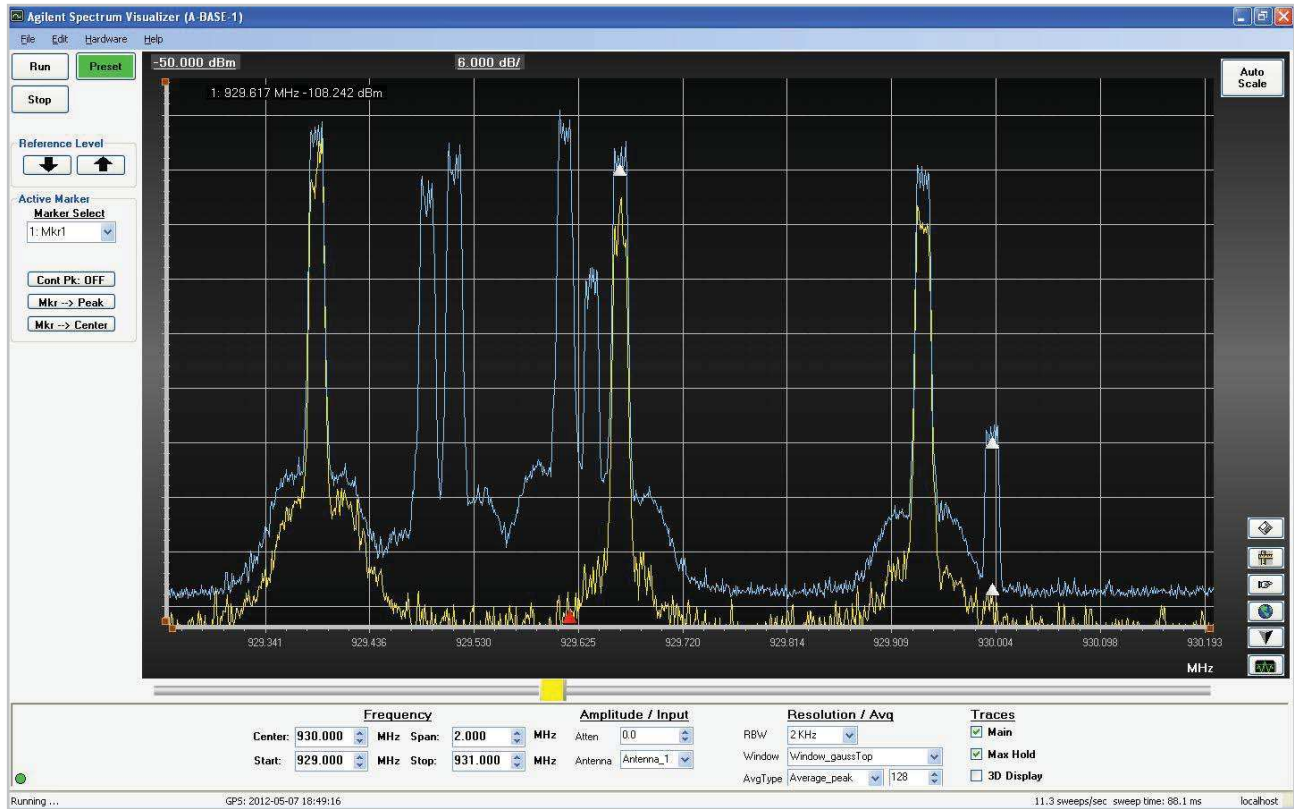 Agilent Spectrum Visualizer (A-BASE-1)
File Edit Hardware Help
Run Preset
Stop
Reference Level
Active Marker
Marker Select
1: Mkr1
Cont Pk: OFF
Mkr --> Peak
Mkr --> Center
-50.000 dBm 6.000 dB/
1: 929.617 MHz -108.242 dBm
Auto
Scale
929.341 929.436 929.530 929.625 929.720 929.814 929.909 930.004 930.098 930.193
MHz
Frequency Amplitude / Input Resolution / Avg Traces
Center: 930.000 MHz Span: 2.000 MHz Atten 0.0 RBW 2 KHz Main
Start: 929.000 MHz Stop: 931.000 MHz Antenna Antenna_1 Window Window_gaussTop Max Hold
AvgType Average_peak 128 3D Display
Running ... GPS: 2012-05-07 18:49:16 11.3 sweeps/sec sweep time: 88.1 ms localhost